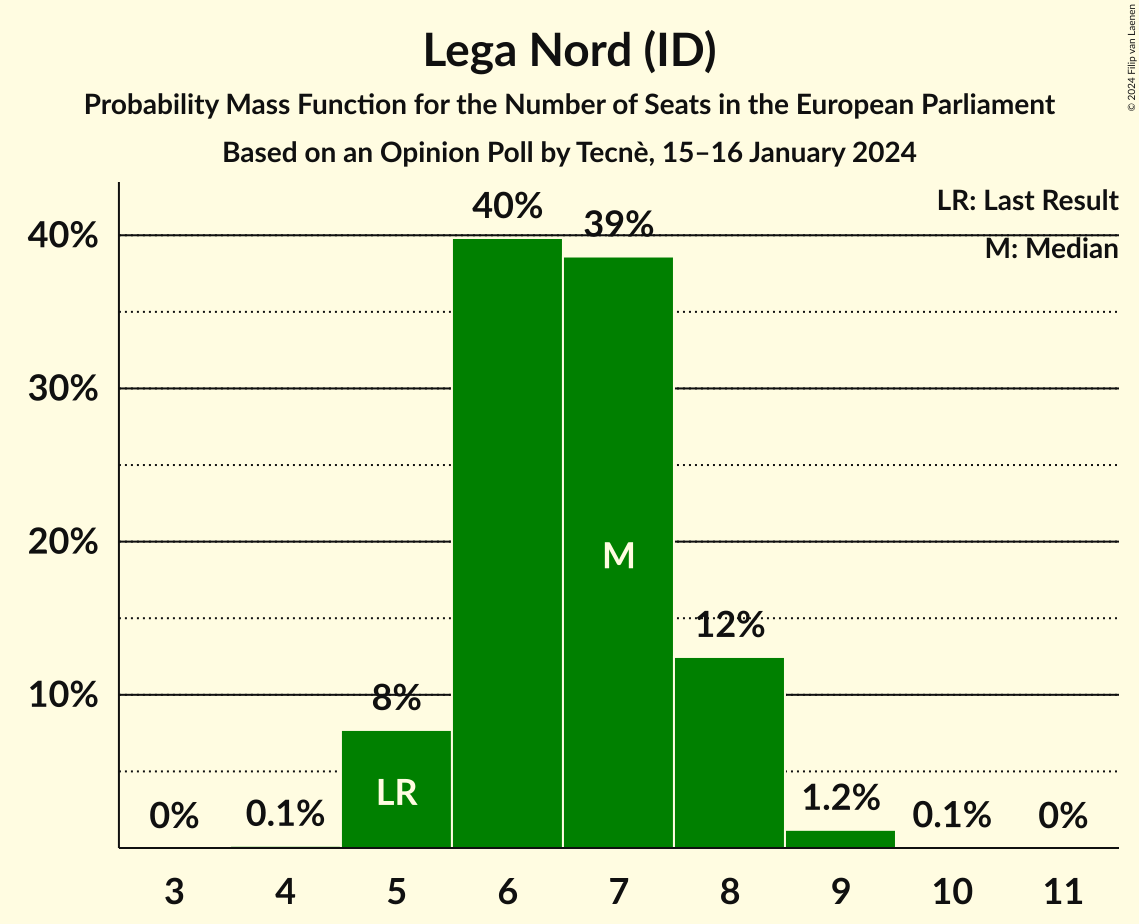 Lega Nord (ID)
Probability Mass Function for the Number of Seats in the European Parliament
Based on an Opinion Poll by Tecnè, 15–16 January 2024
© 2024 Filip van Laenen
LR: Last Result
M: Median
40%
30%
20%
10%
0%
0.1%
8%
40%
39%
12%
1.2%
0.1%
0%
LR
M
3 4 5 6 7 8 9 10 11